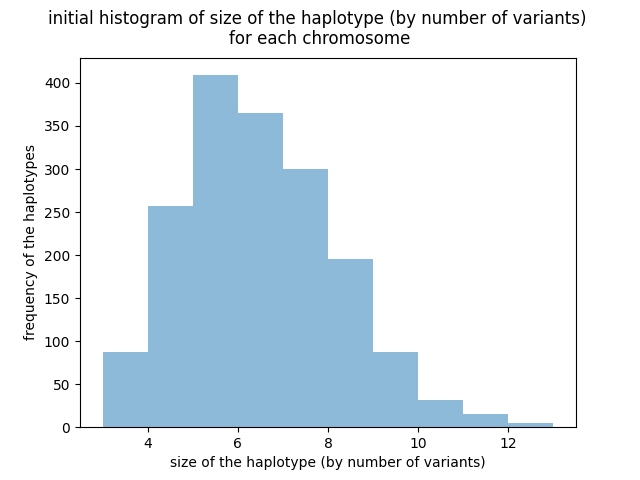 initial histogram of size of the haplotype (by number of variants)
for each chromosome
frequency of the haplotypes
400
350
300
250
200
150
100
50
0
4 6 8 10 12
size of the haplotype (by number of variants)